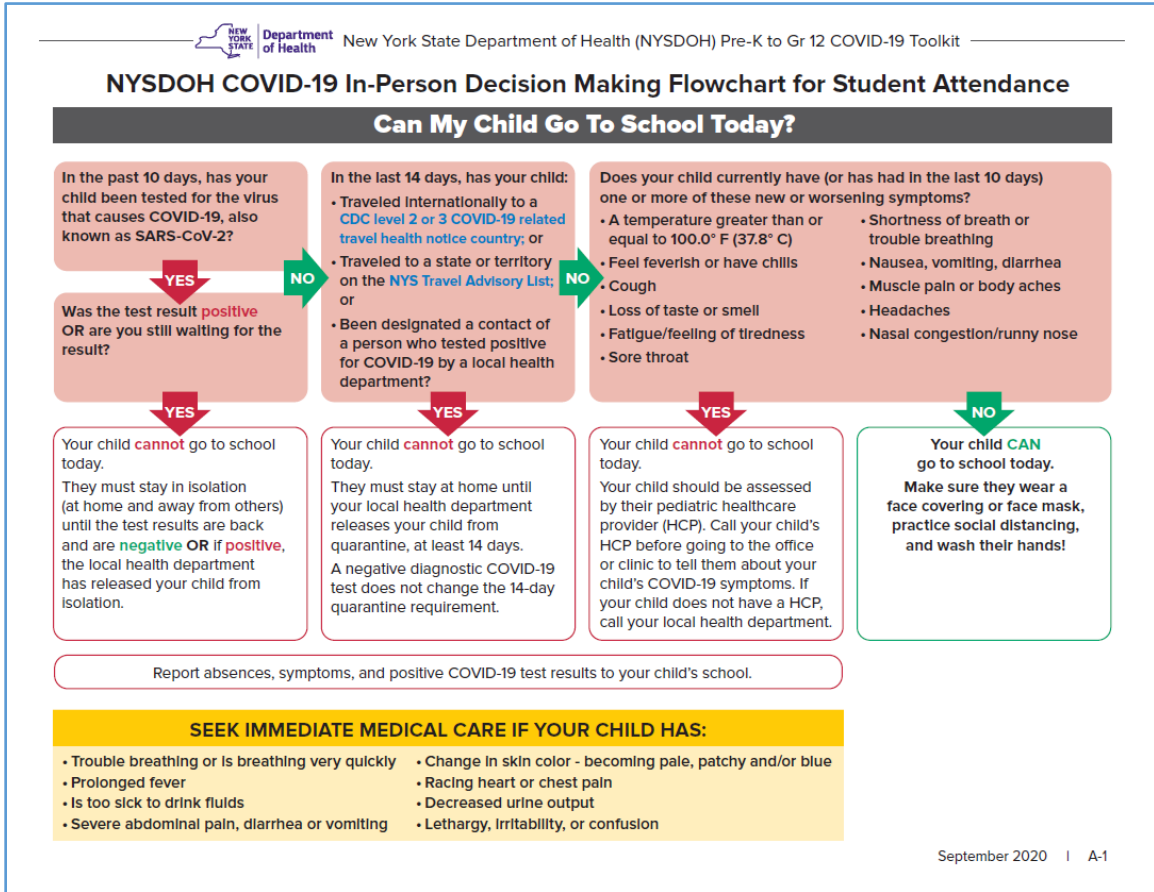 NEW
YORK
STATE
Department
of Health
New York State Department of Health (NYSDOH) Pre-K to Gr 12 COVID-19 Toolkit
NYSDOH COVID-19 In-Person Decision Making Flowchart for Student Attendance
Can My Child Go To School Today?
In the past 10 days, has your
child been tested for the virus
that causes COVID-19, also
known as SARS-CoV-2?
YES
NO
Was the test result positive
OR are you still waiting for the
result?
YES
Your child cannot go to school
today.
They must stay in isolation
(at home and away from others)
until the test results are back
and are negative OR if positive,
the local health department
has released your child from
isolation.
In the last 14 days, has your child:
• Traveled internationally to a
CDC level 2 or 3 COVID-19 related
travel health notice country; or
• Traveled to a state or territory
on the NYS Travel Advisory List;
or
• Been designated a contact of
a person who tested positive
for COVID-19 by a local health
department?
NO
YES
Your child cannot go to school
today.
They must stay at home until
your local health department
releases your child from
quarantine, at least 14 days.
A negative diagnostic COVID-19
test does not change the 14-day
quarantine requirement.
Does your child currently have (or has had in the last 10 days)
one or more of these new or worsening symptoms?
• A temperature greater than or
equal to 100.0° F (37.8° C)
• Feel feverish or have chills
• Cough
• Loss of taste or smell
• Fatigue/feeling of tiredness
• Sore throat
• Shortness of breath or
trouble breathing
• Nausea, vomiting, diarrhea
• Muscle pain or body aches
• Headaches
• Nasal congestion/runny nose
YES
Your child cannot go to school
today.
Your child should be assessed
by their pediatric healthcare
provider (HCP). Call your child's
HCP before going to the office
or clinic to tell them about your
child's COVID-19 symptoms. If
your child does not have a HCP,
call your local health department.
NO
Your child CAN
go to school today.
Make sure they wear a
face covering or face mask,
practice social distancing,
and wash their hands!
Report absences, symptoms, and positive COVID-19 test results to your child's school.
SEEK IMMEDIATE MEDICAL CARE IF YOUR CHILD HAS:
• Trouble breathing or is breathing very quickly
• Prolonged fever
• Is too sick to drink fluids
• Severe abdominal pain, diarrhea or vomiting
• Change in skin color - becoming pale, patchy and/or blue
• Racing heart or chest pain
• Decreased urine output
• Lethargy, irritability, or confusion
September 2020 | A-1